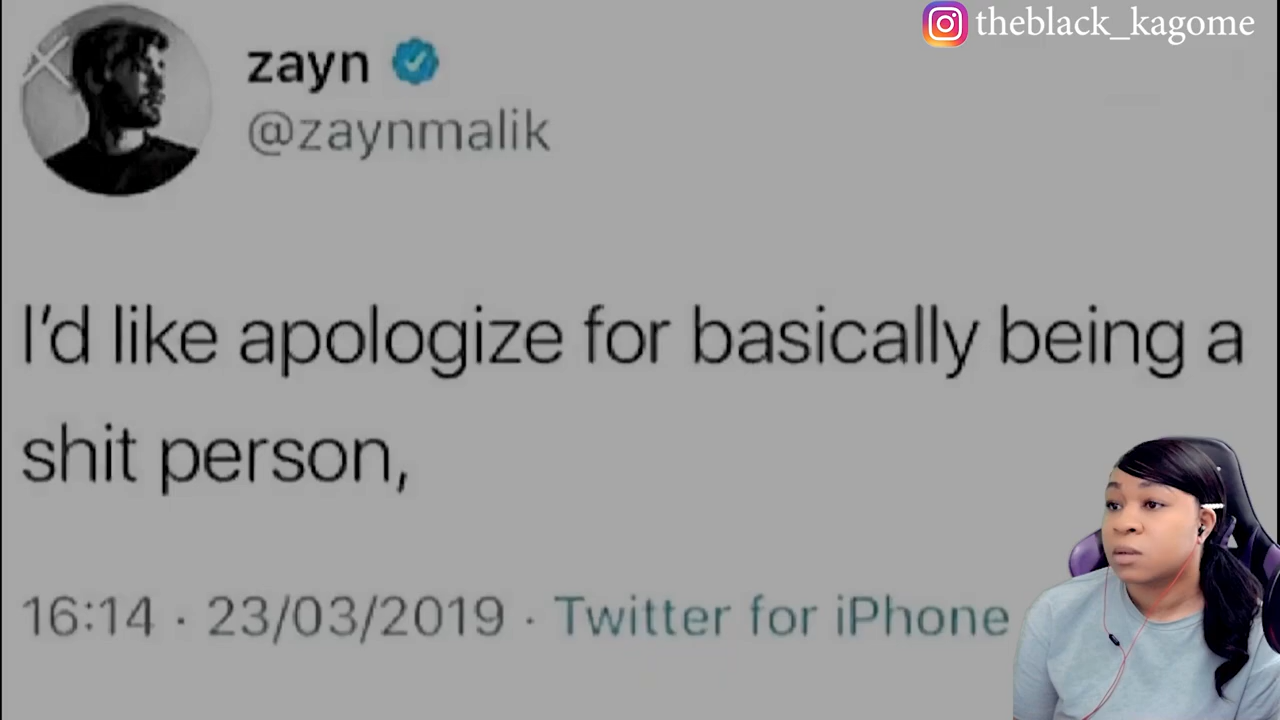 theblack_kagome
zayn
@zaynmalik
I'd like apologize for basically being a
shit person,
16:14 · 23/03/2019 · Twitter for iPhone